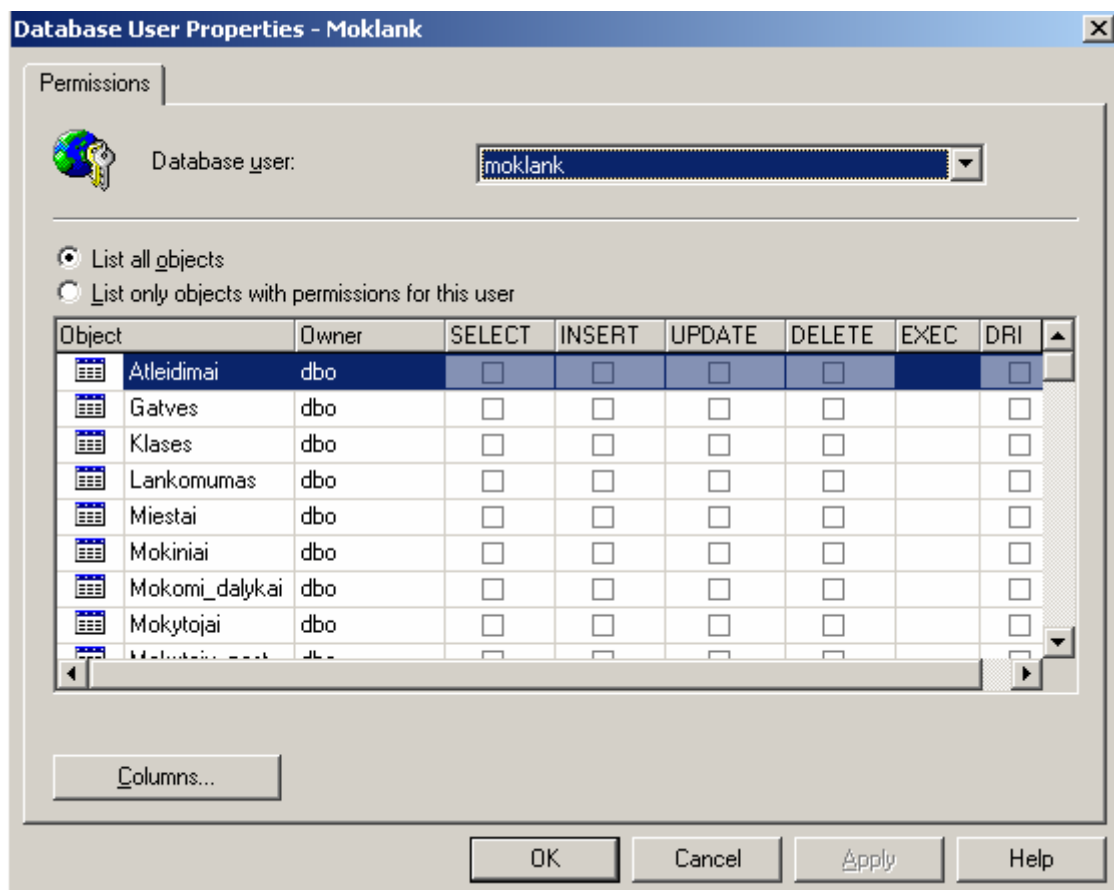 Database User Properties - Moklank
Permissions
Database user: moklank
List all objects
List only objects with permissions for this user
Object Owner SELECT INSERT UPDATE DELETE EXEC DRI
Atleidimai dbo
Gatves dbo
Klases dbo
Lankomumas dbo
Miestai dbo
Mokiniai dbo
Mokomi_dalykai dbo
Mokytojai dbo
dbo
Columns...
OK Cancel Apply Help